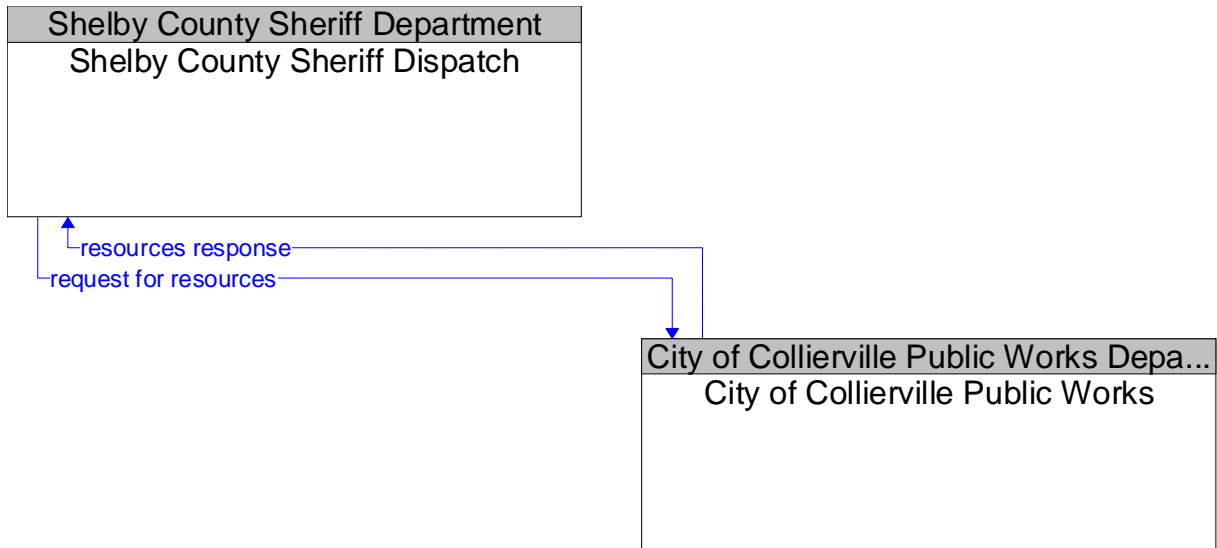 Shelby County Sheriff Department
Shelby County Sheriff Dispatch
resources response
request for resources
City of Collierville Public Works Depa...
City of Collierville Public Works